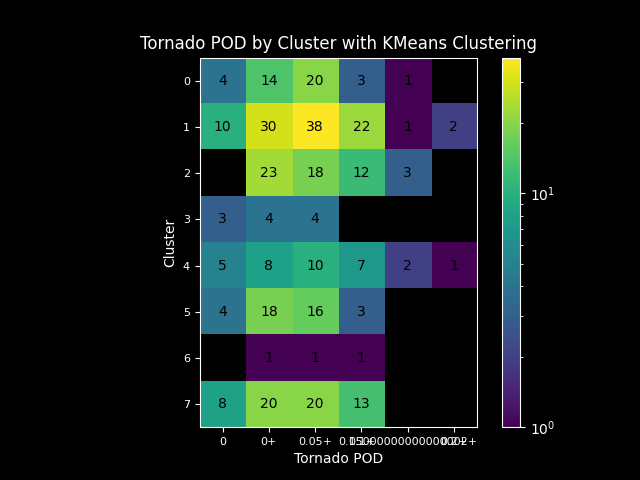 Tornado POD by Cluster with KMeans Clustering
0 4 14 20 3 1
1 10 30 38 22 1 2
2 23 18 12 3
10¹
3 3 4 4
4 5 8 10 7 2 1
5 4 18 16 3
6 1 1 1
7 8 20 20 13
10⁰
0 0+ 0.05+
Tornado POD
Cluster